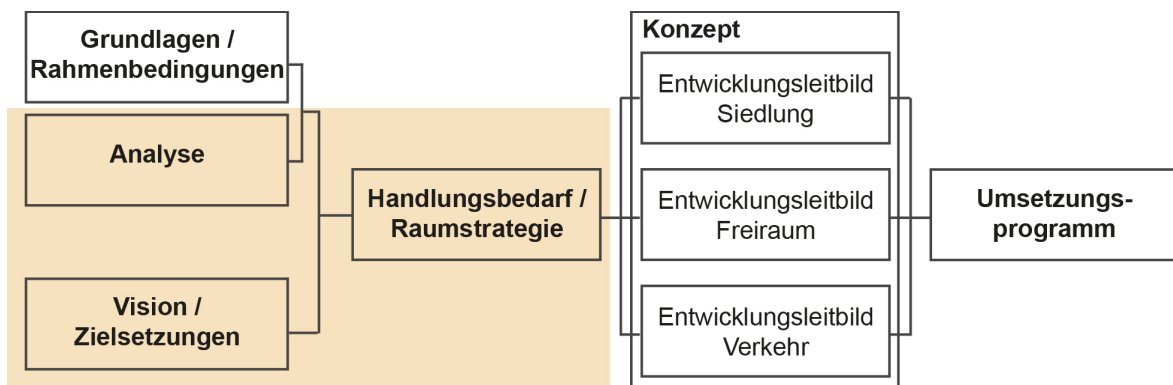 Grundlagen /
Rahmenbedingungen
Analyse
Vision /
Zielsetzungen
Handlungsbedarf /
Raumstrategie
Konzept
Entwicklungsleitbild
Siedlung
Entwicklungsleitbild
Freiraum
Entwicklungsleitbild
Verkehr
Umsetzungs-
programm